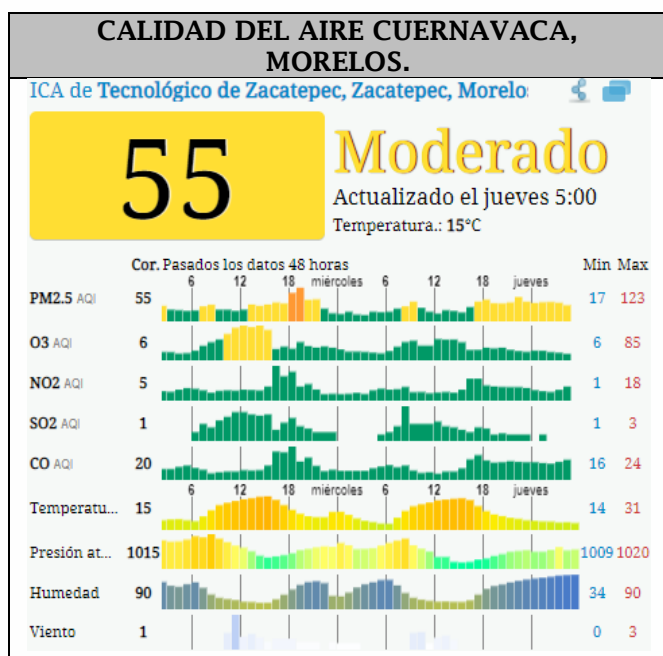 CALIDAD DEL AIRE CUERNAVACA,
MORELOS.
ICA de Tecnológico de Zacatepec, Zacatepec, Morelo
55
Moderado
Actualizado el jueves 5:00
Temperatura.: 15°C
Cor. Pasados los datos 48 horas Min Max
6 12 18 miércoles 6 12 18 jueves
PM2.5 AQI 55 17 123
O3 AQI 6 6 85
NO2 AQI 5 1 18
SO2 AQI 1 1 3
CO AQI 20 16 24
6 12 18 miércoles 6 12 18 jueves
Temperatu... 15 14 31
Presión at... 1015 1009 1020
Humedad 90 34 90
Viento 1 0 3